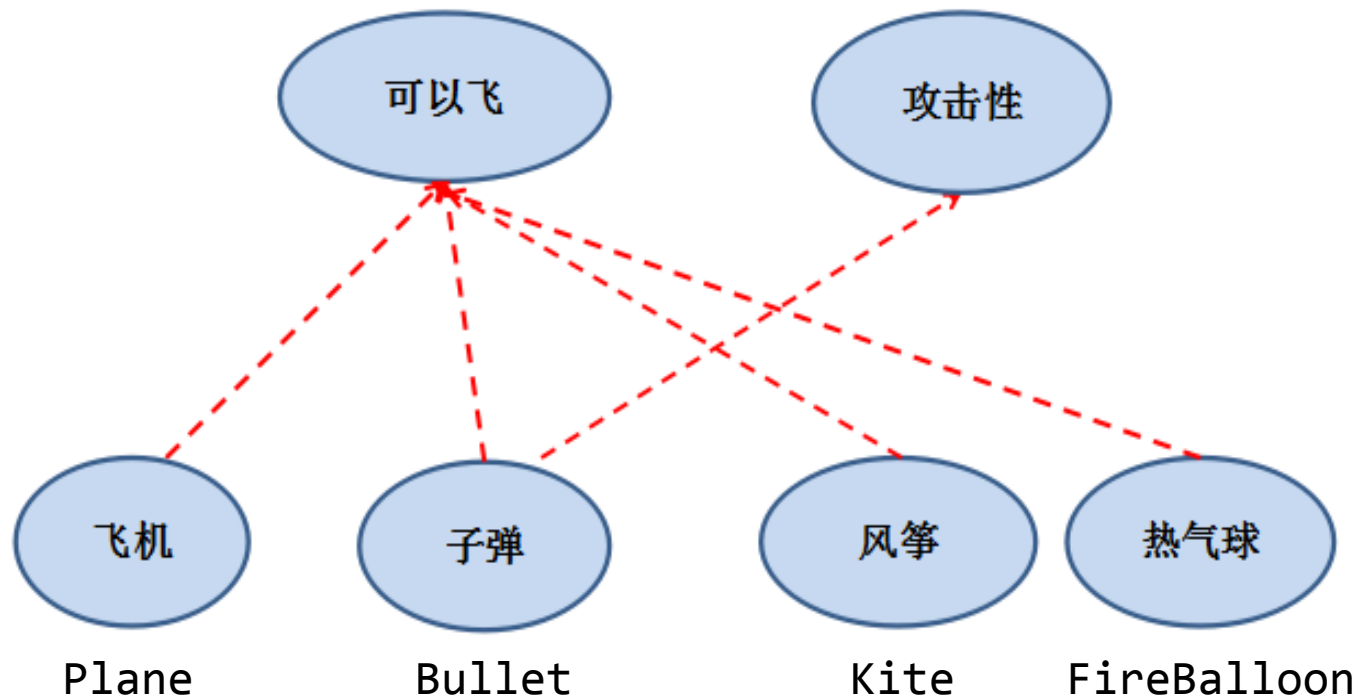 可以飞
攻击性
飞机
子弹
风筝
热气球
Plane
Bullet
Kite
FireBalloon